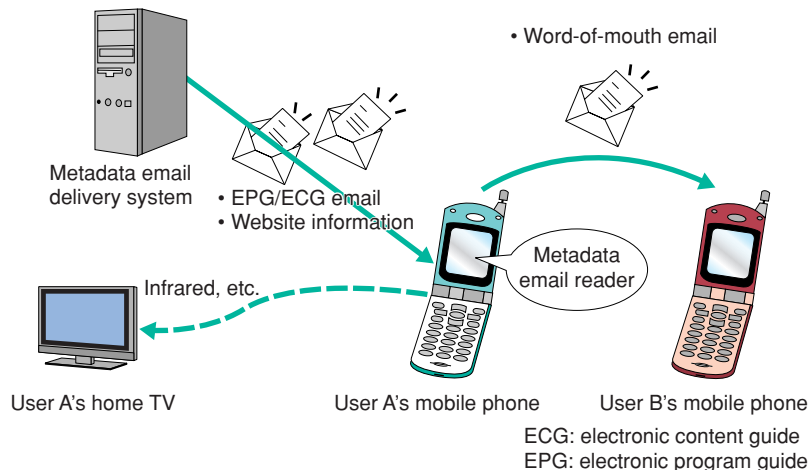 • Word-of-mouth email
Metadata email
delivery system
• EPG/ECG email
• Website information
Metadata
email reader
Infrared, etc.
User A's home TV
User A's mobile phone
User B's mobile phone
ECG: electronic content guide
EPG: electronic program guide